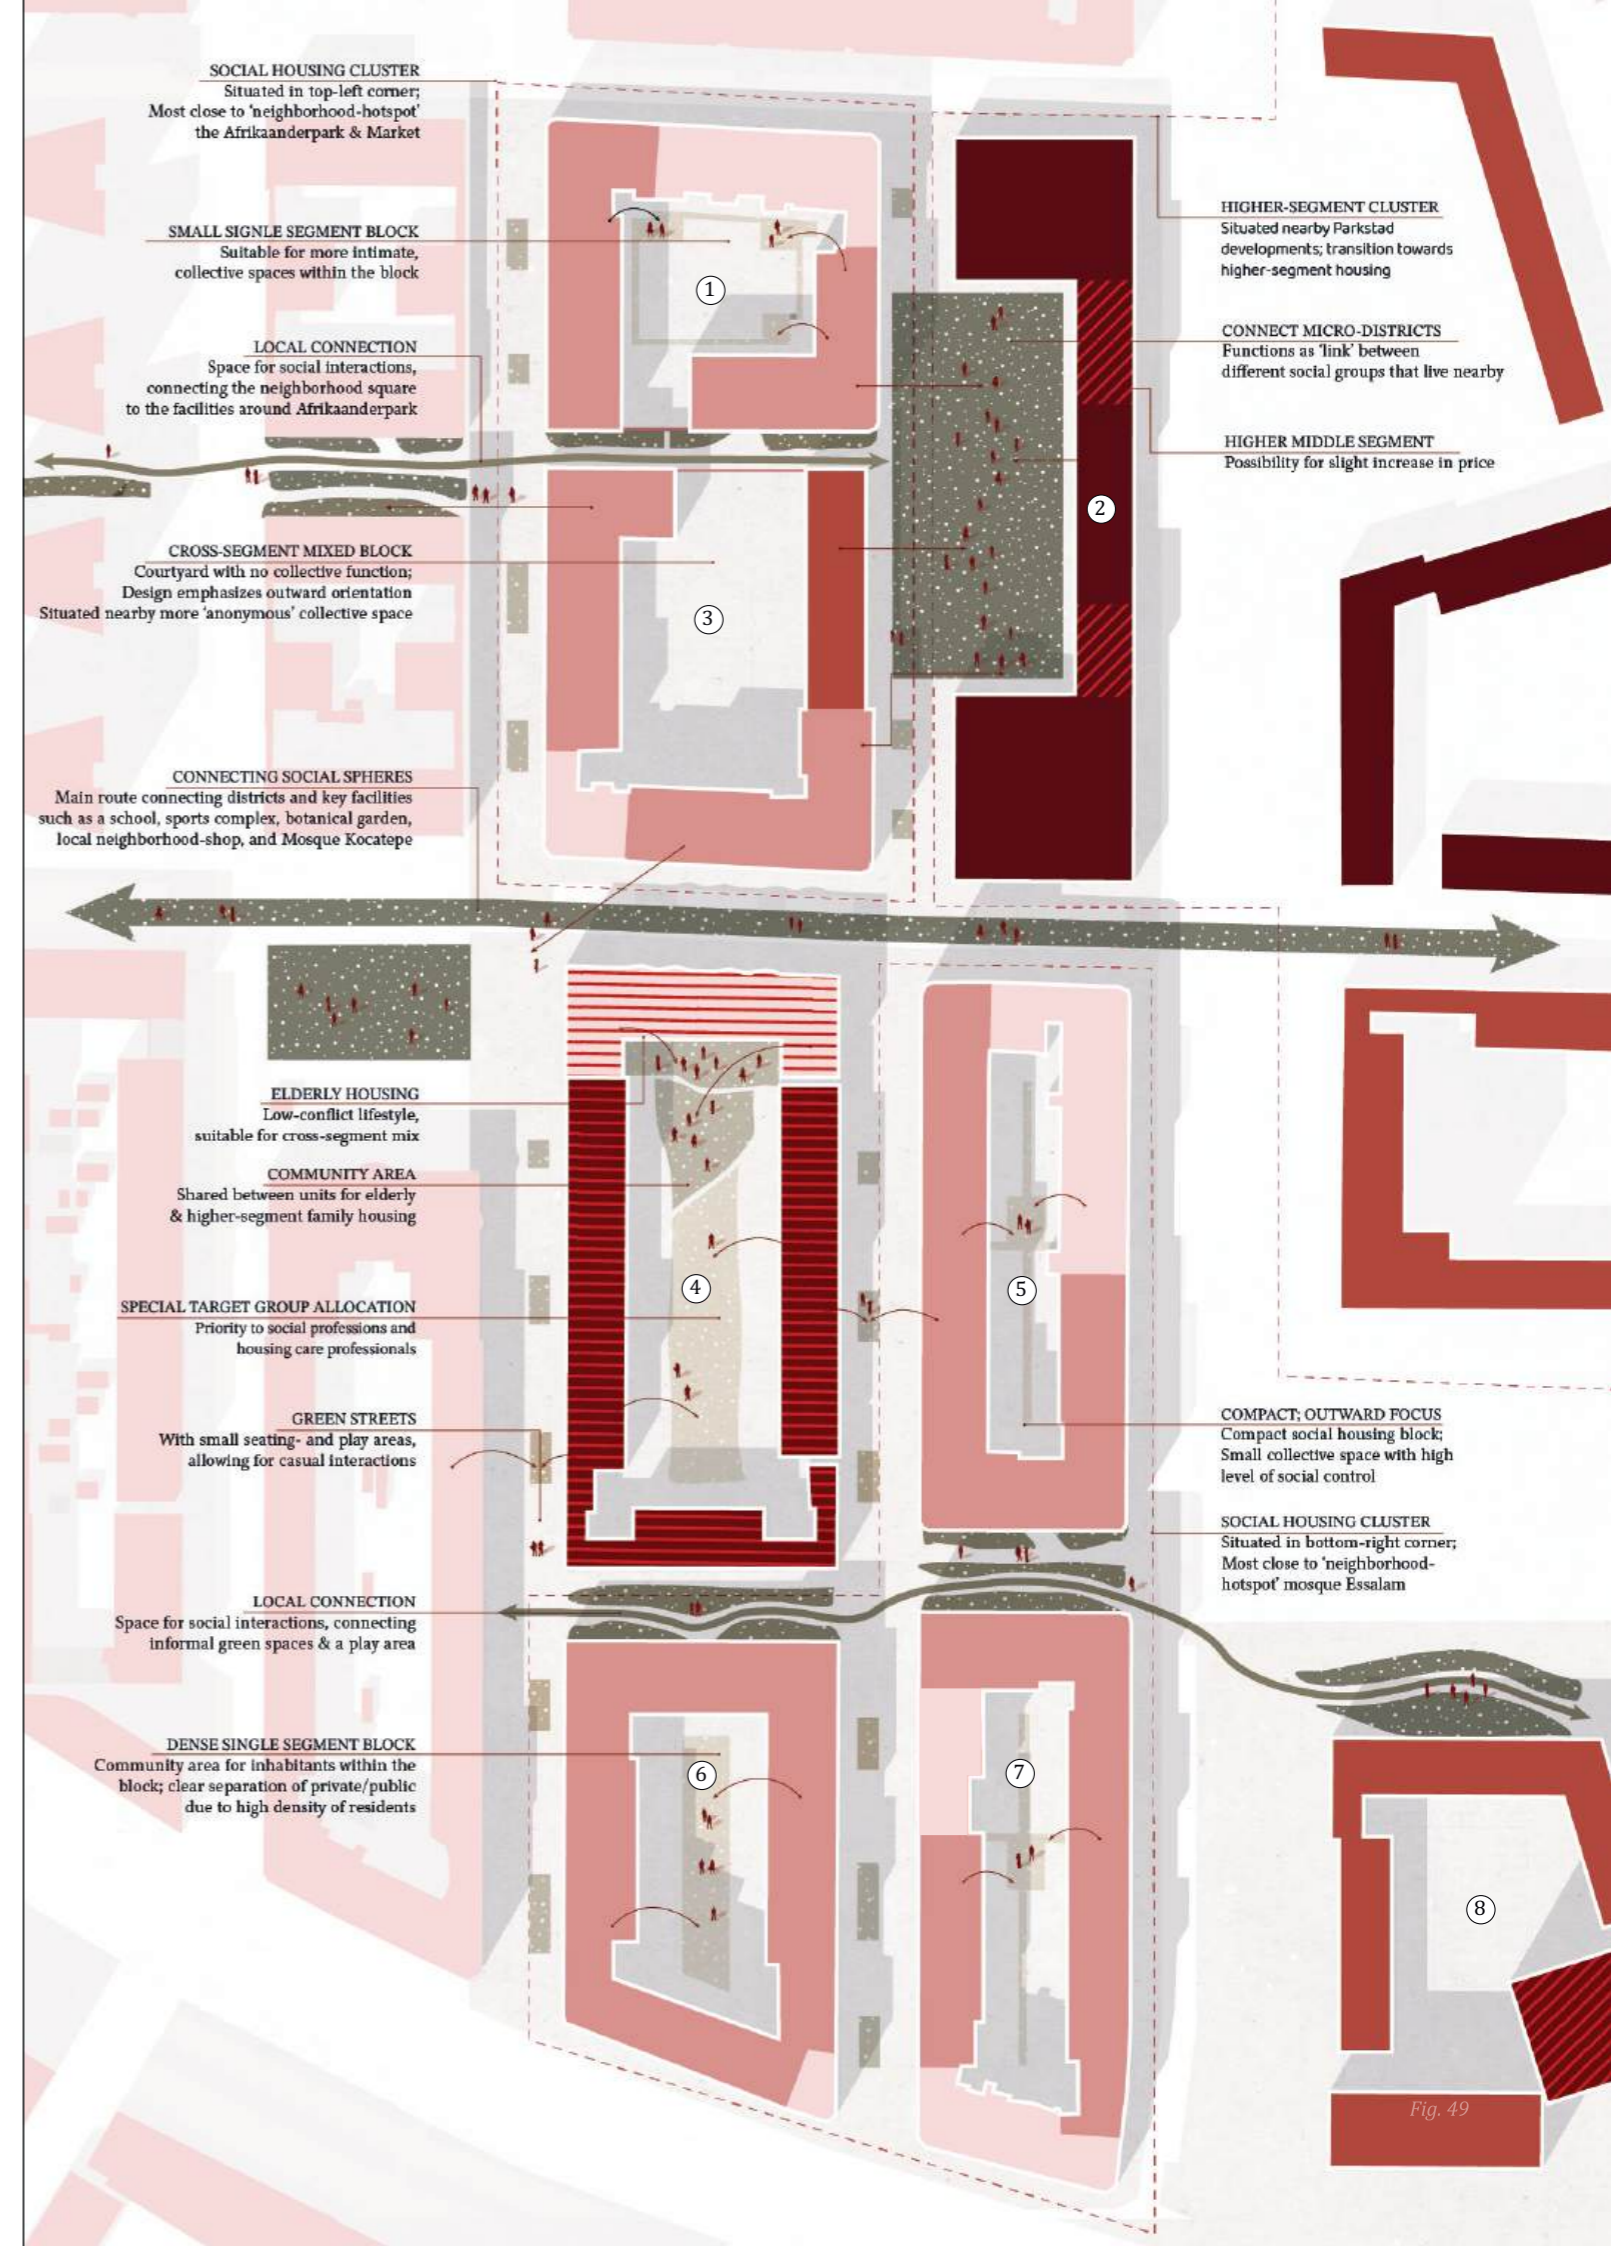 SOCIAL HOUSING CLUSTER
Situated in top-left corner;
Most close to 'neighborhood-hotspot'
the Afrikaanderpark & Market
SMALL SIGNLE SEGMENT BLOCK
Suitable for more intimate,
collective spaces within the block
LOCAL CONNECTION
Space for social interactions,
connecting the neighborhood square
to the facilities around Afrikaanderpark
CROSS-SEGMENT MIXED BLOCK
Courtyard with no collective function;
Design emphasizes outward orientation
Situated nearby more 'anonymous' collective space
CONNECTING SOCIAL SPHERES
Main route connecting districts and key facilities
such as a school, sports complex, botanical garden,
local neighborhood-shop, and Mosque Kocatepe
ELDERLY HOUSING
Low-conflict lifestyle,
suitable for cross-segment mix
COMMUNITY AREA
Shared between units for elderly
& higher-segment family housing
SPECIAL TARGET GROUP ALLOCATION
Priority to social professions and
housing care professionals
GREEN STREETS
With small seating- and play areas,
allowing for casual interactions
LOCAL CONNECTION
Space for social interactions, connecting
informal green spaces & a play area
DENSE SINGLE SEGMENT BLOCK
Community area for inhabitants within the
block; clear separation of private/public
due to high density of residents
1
2
3
4
5
6
7
8
HIGHER-SEGMENT CLUSTER
Situated nearby Parkstad
developments; transition towards
higher-segment housing
CONNECT MICRO-DISTRICTS
Functions as 'link' between
different social groups that live nearby
HIGHER MIDDLE SEGMENT
Possibility for slight increase in price
COMPACT; OUTWARD FOCUS
Compact social housing block;
Small collective space with high
level of social control
SOCIAL HOUSING CLUSTER
Situated in bottom-right corner;
Most close to 'neighborhood-
hotspot' mosque Essalam
Fig. 49